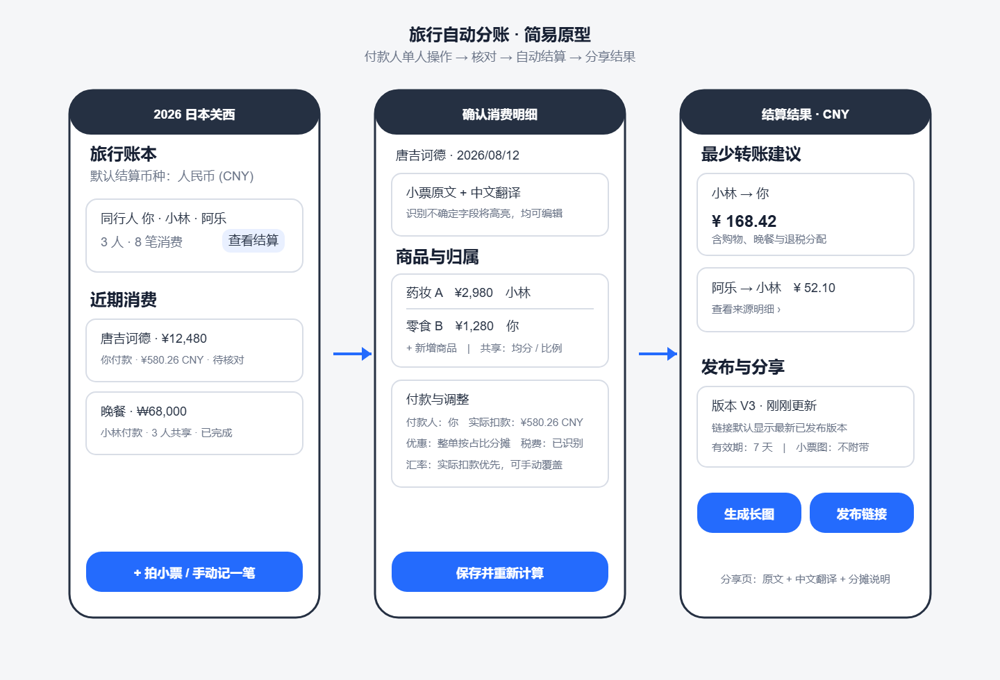 旅行自动分账 · 简易原型
付款人单人操作 → 核对 → 自动结算 → 分享结果
2026 日本关西
旅行账本
默认结算币种：人民币 (CNY)
同行人 你 · 小林 · 阿乐
3 人 · 8 笔消费
查看结算
近期消费
唐吉诃德 · ¥12,480
你付款 · ¥580.26 CNY · 待核对
晚餐 · ₩68,000
小林付款 · 3 人共享 · 已完成
+ 拍小票 / 手动记一笔
确认消费明细
唐吉诃德 · 2026/08/12
小票原文 + 中文翻译
识别不确定字段将高亮，均可编辑
商品与归属
药妆 A ¥2,980 小林
零食 B ¥1,280 你
+ 新增商品 | 共享：均分 / 比例
付款与调整
付款人：你 实际扣款：¥580.26 CNY
优惠：整单按占比分摊 税费：已识别
汇率：实际扣款优先，可手动覆盖
保存并重新计算
结算结果 · CNY
最少转账建议
小林 → 你
¥ 168.42
含购物、晚餐与退税分配
阿乐 → 小林 ¥ 52.10
查看来源明细 ›
发布与分享
版本 V3 · 刚刚更新
链接默认显示最新已发布版本
有效期：7 天 | 小票图：不附带
生成长图
发布链接
分享页：原文 + 中文翻译 + 分摊说明